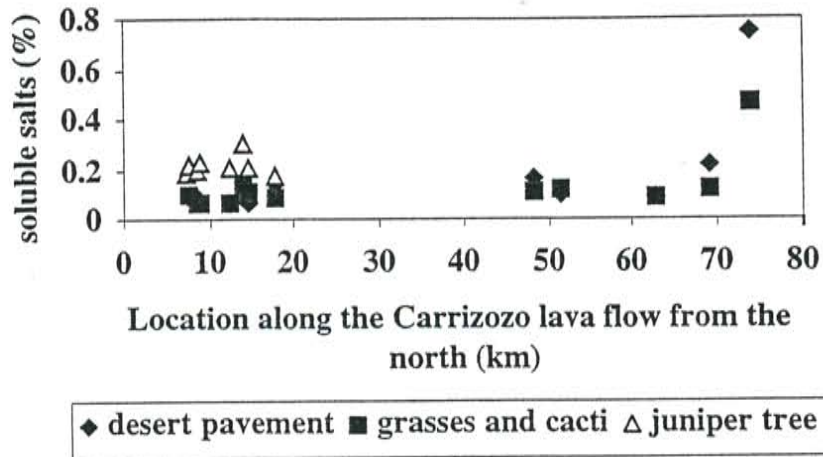 soluble salts (%)
0.8
0.6
0.4
0.2
0
0 10 20 30 40 50 60 70 80
Location along the Carrizozo lava flow from the
north (km)
desert pavement grasses and cacti juniper tree